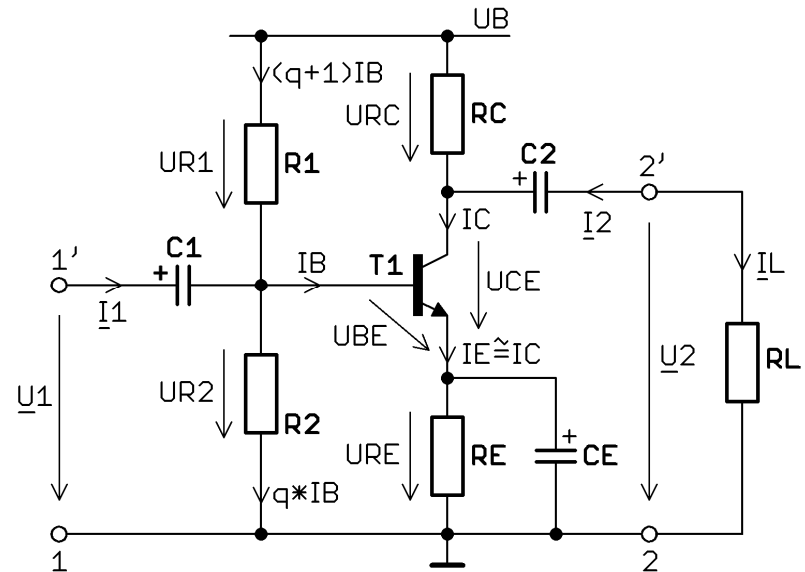 UB
(q+1)IB
URC
RC
UR1
R1
C2
2'
IC
I2
1'
C1
IB
T1
UCE
IL
I1
UBE
IE≅IC
U1
UR2
R2
U2
RL
URE
RE
CE
q*IB
1
2